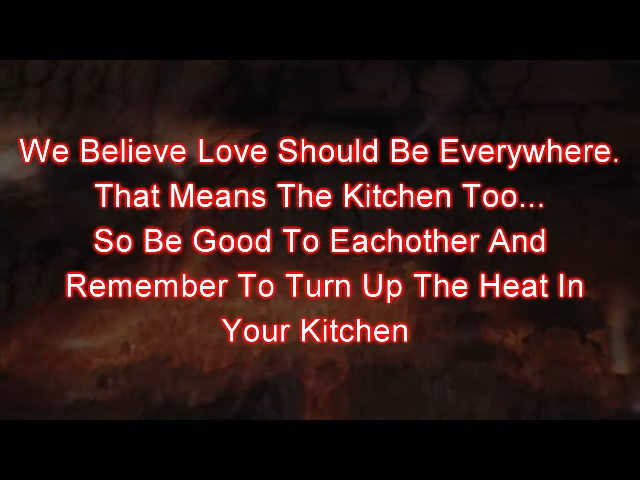 We Believe Love Should Be Everywhere.
That Means The Kitchen Too...
So Be Good To Eachother And
Remember To Turn Up The Heat In
Your Kitchen